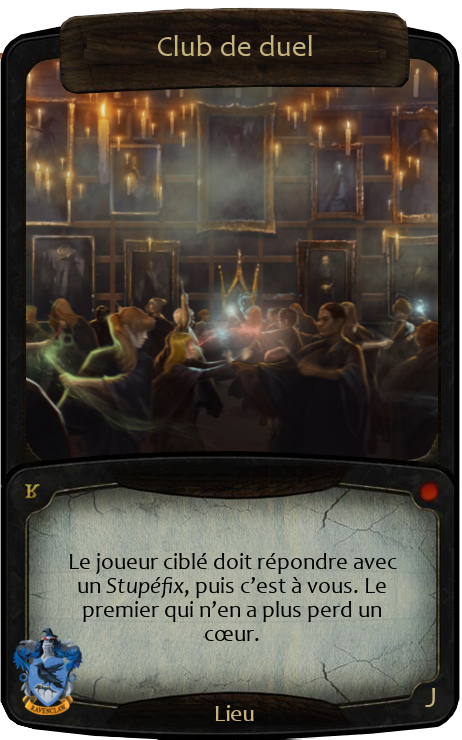 Club de duel
R
Le joueur ciblé doit répondre avec
un Stupéfix, puis c'est à vous. Le
premier qui n'en a plus perd un
cœur.
RAVENCLAW
J
Lieu